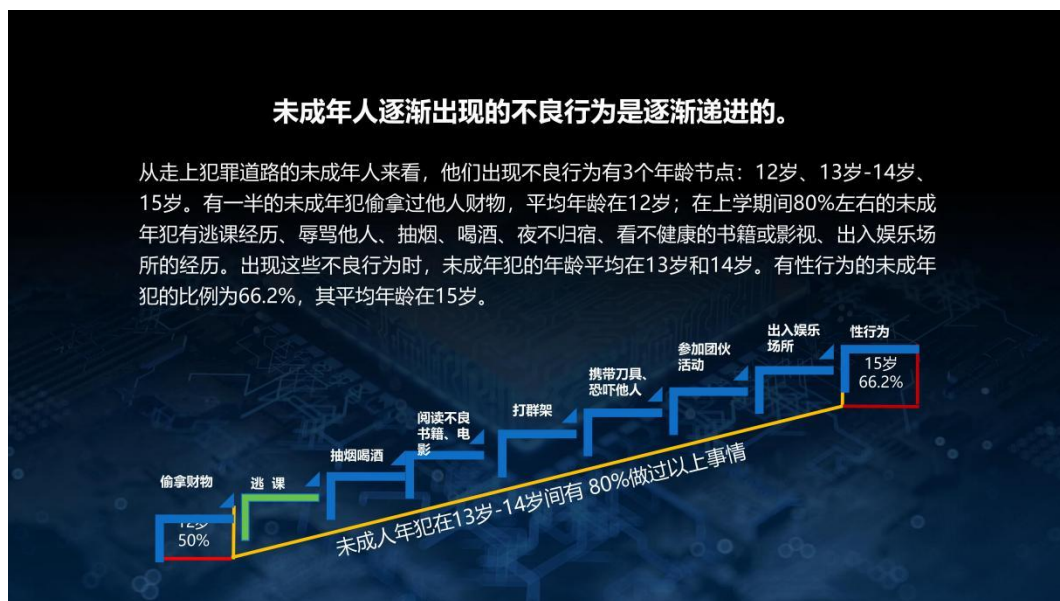 未成年人逐渐出现的不良行为是逐渐递进的。
从走上犯罪道路的未成年人来看，他们出现不良行为有3个年龄节点：12岁、13岁-14岁、
15岁。有一半的未成年犯偷拿过他人财物，平均年龄在12岁；在上学期间80%左右的未成
年犯有逃课经历、辱骂他人、抽烟、喝酒、夜不归宿、看不健康的书籍或影视、出入娱乐场
所的经历。出现这些不良行为时，未成年犯的年龄平均在13岁和14岁。有性行为的未成年
犯的比例为66.2%，其平均年龄在15岁。
偷拿财物
12岁
50%
逃 课
抽烟喝酒
阅读不良
书籍、电
影
打群架
携带刀具、
恐吓他人
参加团伙
活动
出入娱乐
场所
性行为
15岁
66.2%
未成人年犯在13岁-14岁间有 80%做过以上事情